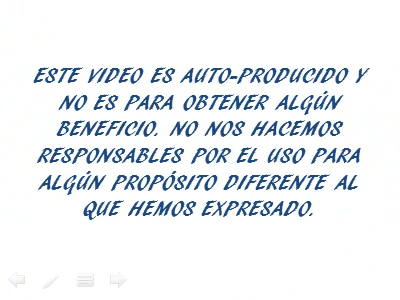 ESTE VIDEO ES AUTO-PRODUCIDO Y
NO ES PARA OBTENER ALGÚN
BENEFICIO. NO NOS HACEMOS
RESPONSABLES POR EL USO PARA
ALGÚN PROPÓSITO DIFERENTE AL
QUE HEMOS EXPRESADO.